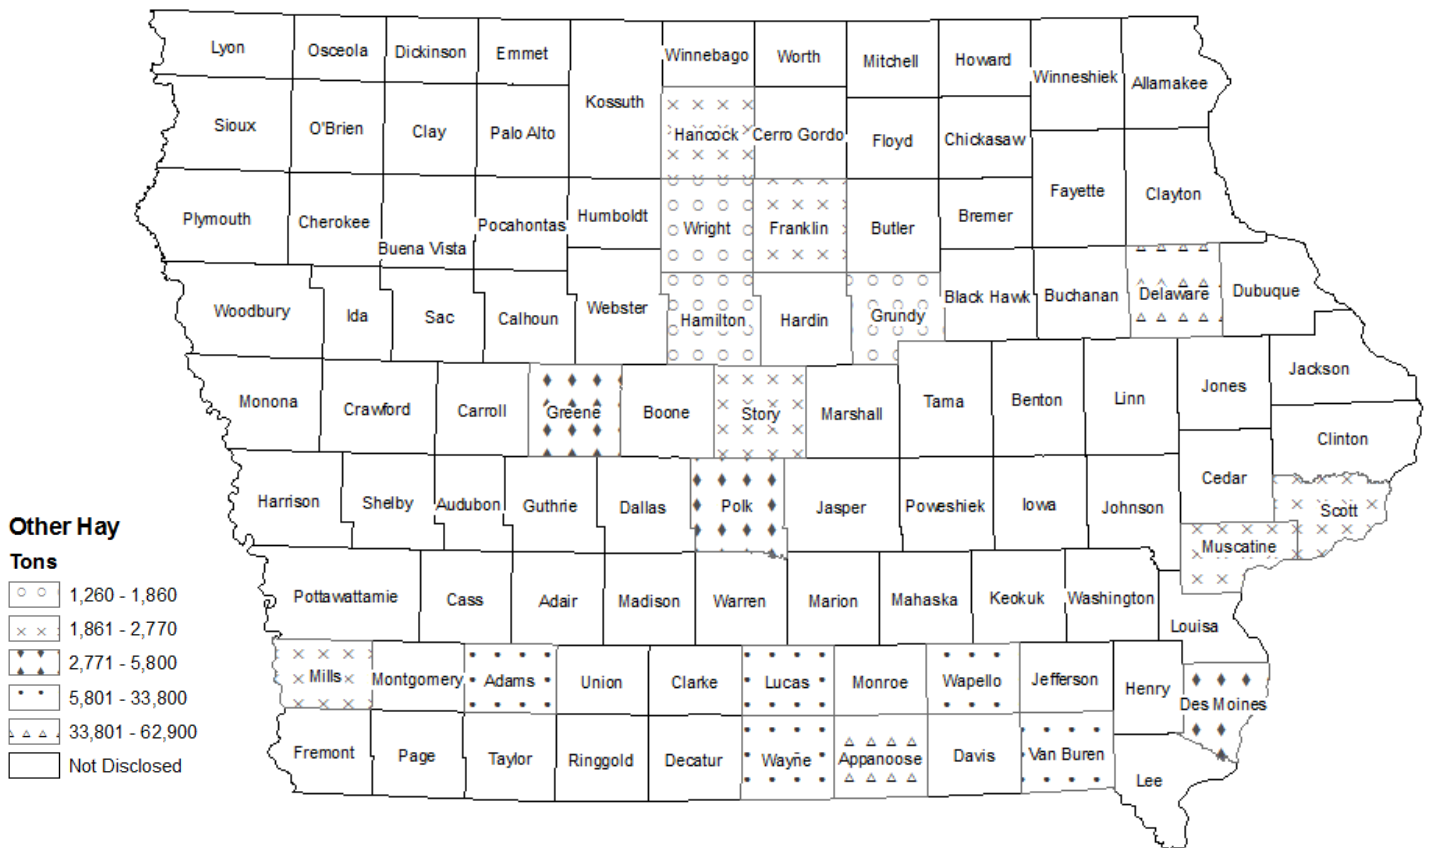 Lyon
Osceola
Dickinson
Emmet
Kossuth
Winnebago
Worth
Mitchell
Howard
Winneshiek
Allamakee
Sioux
O'Brien
Clay
Palo Alto
Hancock
Cerro Gordo
Floyd
Chickasaw
Fayette
Clayton
Plymouth
Cherokee
Buena Vista
Pocahontas
Humboldt
Wright
Franklin
Butler
Bremer
Woodbury
Ida
Sac
Calhoun
Webster
Hamilton
Hardin
Grundy
Black Hawk
Buchanan
Delaware
Dubuque
Monona
Crawford
Carroll
Greene
Boone
Story
Marshall
Tama
Benton
Linn
Jones
Jackson
Clinton
Harrison
Shelby
Audubon
Guthrie
Dallas
Polk
Jasper
Poweshiek
Iowa
Johnson
Cedar
Scott
Muscatine
Pottawattamie
Cass
Adair
Madison
Warren
Marion
Mahaska
Keokuk
Washington
Louisa
Mills
Montgomery
Adams
Union
Clarke
Lucas
Monroe
Wapello
Jefferson
Henry
Des Moines
Fremont
Page
Taylor
Ringgold
Decatur
Wayne
Appanoose
Davis
Van Buren
Lee
Other Hay
Tons
1,260 - 1,860
1,861 - 2,770
2,771 - 5,800
5,801 - 33,800
33,801 - 62,900
Not Disclosed